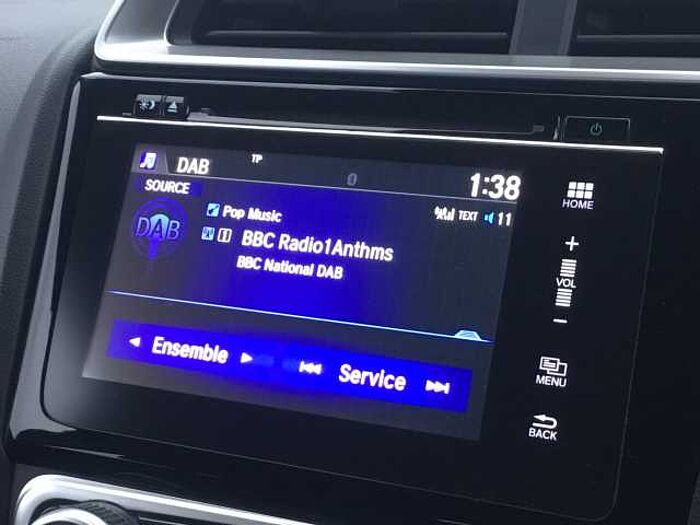 DAB
TP
0
1:38
SOURCE
Pop Music
TEXT
11
DAB
BBC Radio1Anthms
BBC National DAB
Ensemble
Service
HOME
+
VOL
−
MENU
BACK